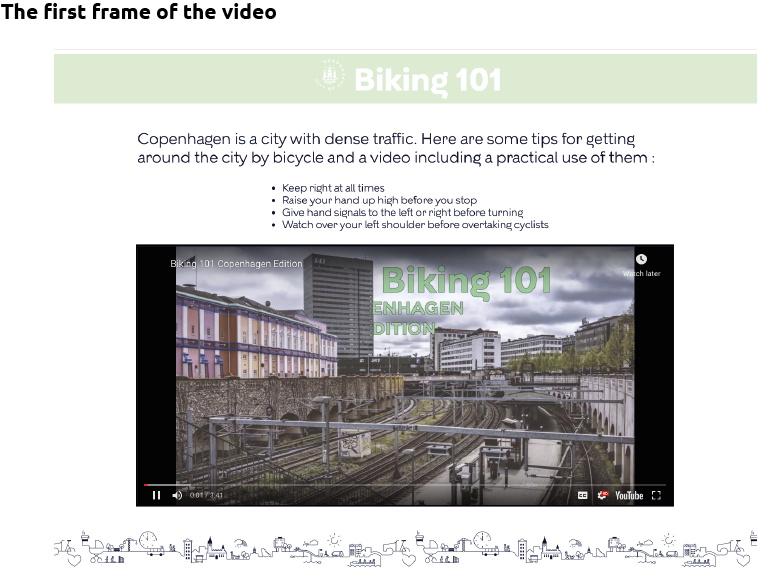 The first frame of the video
Biking 101
Copenhagen is a city with dense traffic. Here are some tips for getting
around the city by bicycle and a video including a practical use of them :
Keep right at all times
Raise your hand up high before you stop
Give hand signals to the left or right before turning
Watch over your left shoulder before overtaking cyclists
Biking 101 Copenhagen Edition
Watch later
Biking 101
ENHAGEN
DITION
0:01 / 3:41
CC
YouTube